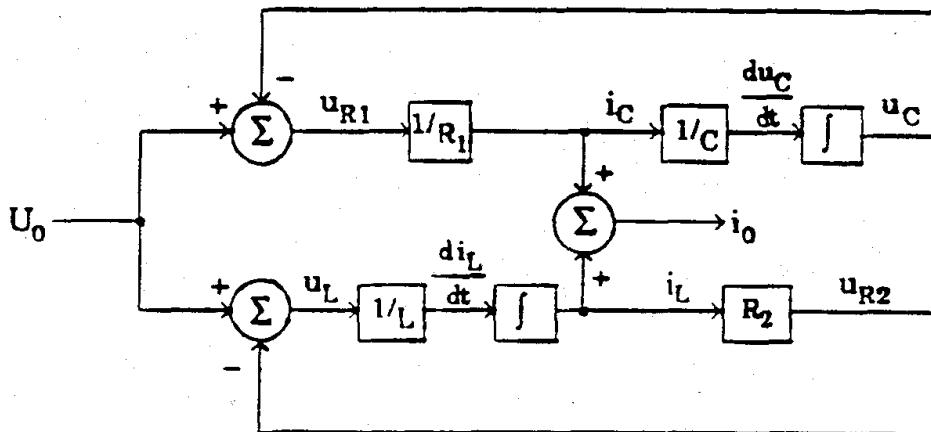 −
du_C
dt
+ u_R1 1/R_1 i_C 1/C ∫ u_C
Σ
+
U_0 Σ i_0
+
di_L
dt
+ u_L 1/L ∫ i_L R_2 u_R2
Σ
−